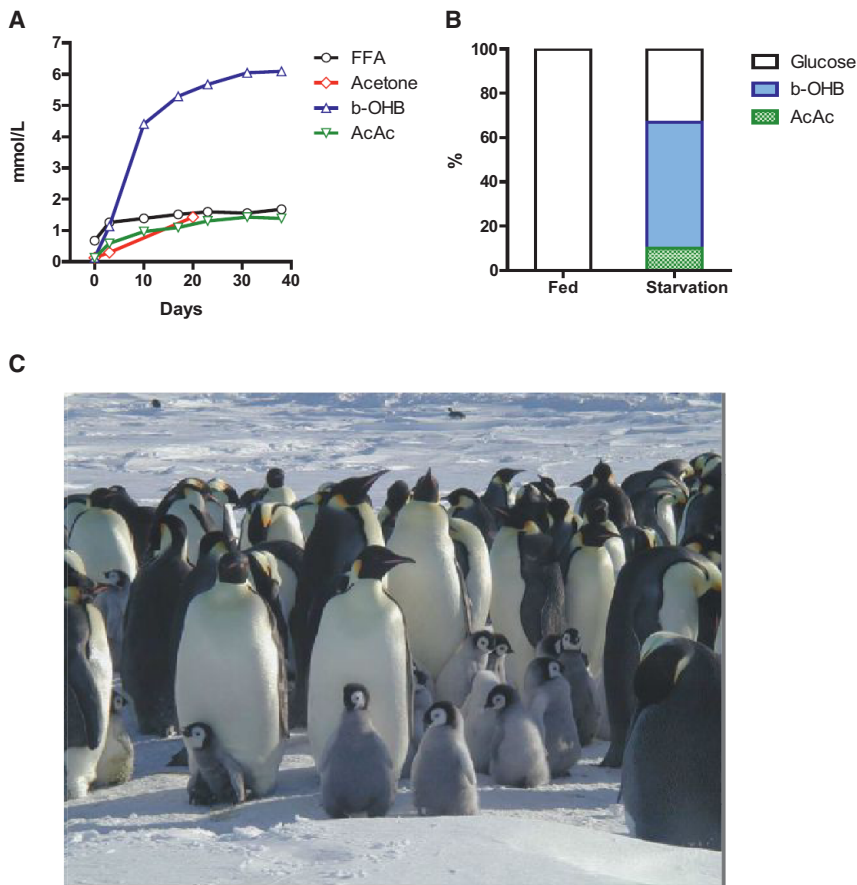 A
7
6
5
4
3
2
1
0
mmol/L
0 10 20 30 40
Days
FFA
Acetone
b-OHB
AcAc
B
100
80
60
40
20
0
%
Fed Starvation
Glucose
b-OHB
AcAc
C